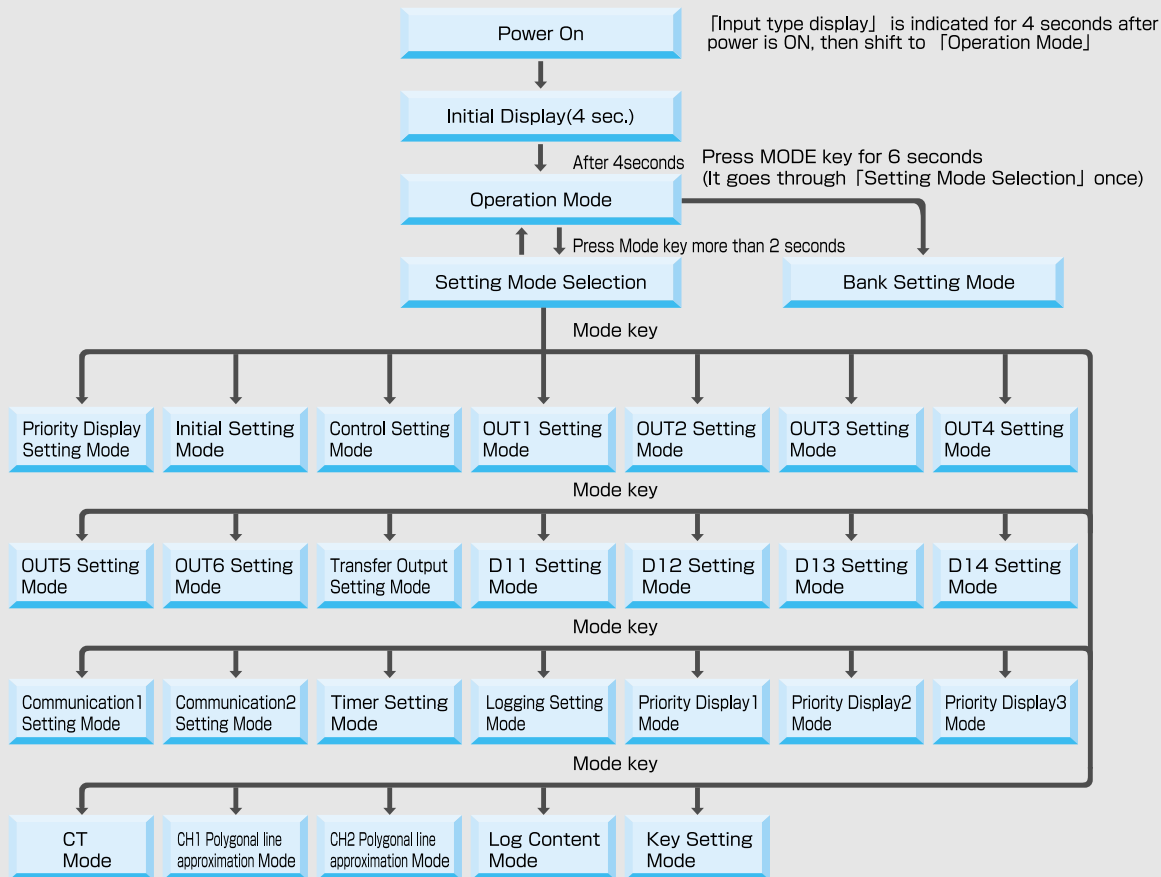 Power On
「Input type display」 is indicated for 4 seconds after
power is ON, then shift to 「Operation Mode」
Initial Display(4 sec.)
After 4seconds
Press MODE key for 6 seconds
(It goes through 「Setting Mode Selection」 once)
Operation Mode
Press Mode key more than 2 seconds
Setting Mode Selection
Bank Setting Mode
Mode key
Priority Display
Setting Mode
Initial Setting
Mode
Control Setting
Mode
OUT1 Setting
Mode
OUT2 Setting
Mode
OUT3 Setting
Mode
OUT4 Setting
Mode
Mode key
OUT5 Setting
Mode
OUT6 Setting
Mode
Transfer Output
Setting Mode
D11 Setting
Mode
D12 Setting
Mode
D13 Setting
Mode
D14 Setting
Mode
Mode key
Communication1
Setting Mode
Communication2
Setting Mode
Timer Setting
Mode
Logging Setting
Mode
Priority Display1
Mode
Priority Display2
Mode
Priority Display3
Mode
Mode key
CT
Mode
CH1 Polygonal line
approximation Mode
CH2 Polygonal line
approximation Mode
Log Content
Mode
Key Setting
Mode